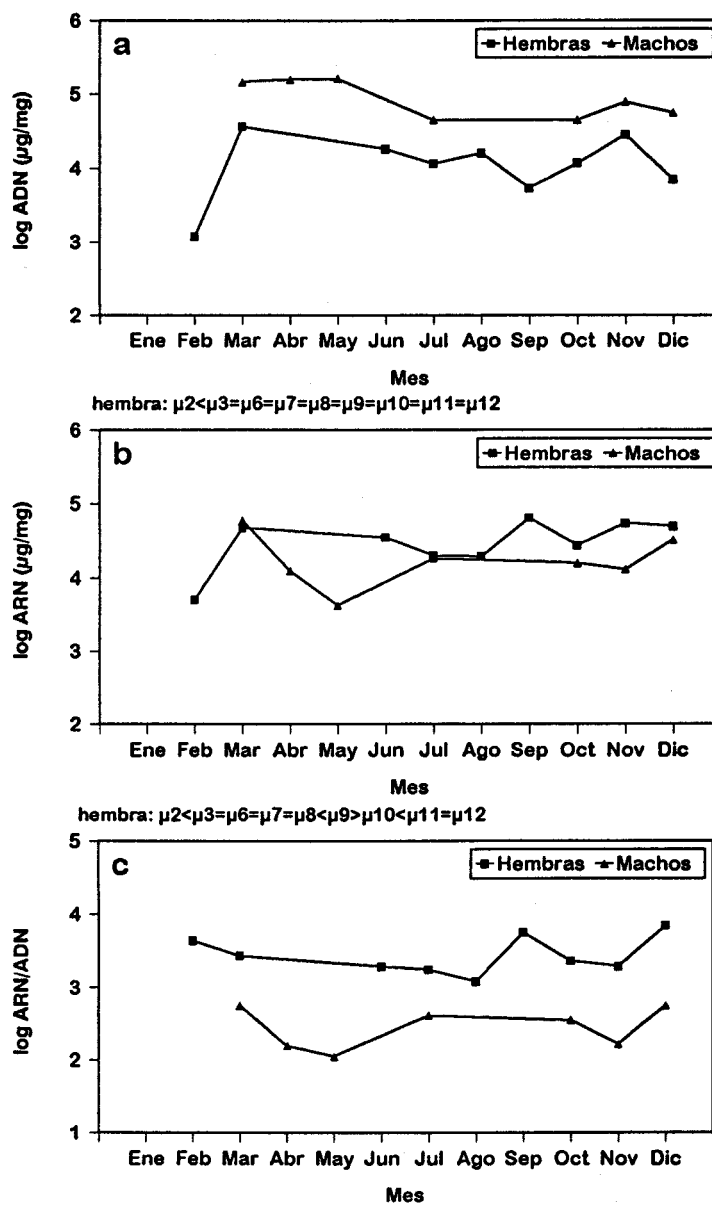 a
Hembras Machos
6
5
4
3
2
log ADN (µg/mg)
Ene Feb Mar Abr May Jun Jul Ago Sep Oct Nov Dic
Mes
hembra: µ2<µ3=µ6=µ7=µ8=µ9=µ10=µ11=µ12
b
Hembras Machos
6
5
4
3
2
log ARN (µg/mg)
Ene Feb Mar Abr May Jun Jul Ago Sep Oct Nov Dic
Mes
hembra: µ2<µ3=µ6=µ7=µ8<µ9>µ10<µ11=µ12
c
Hembras Machos
5
4
3
2
1
log ARN/ADN
Ene Feb Mar Abr May Jun Jul Ago Sep Oct Nov Dic
Mes